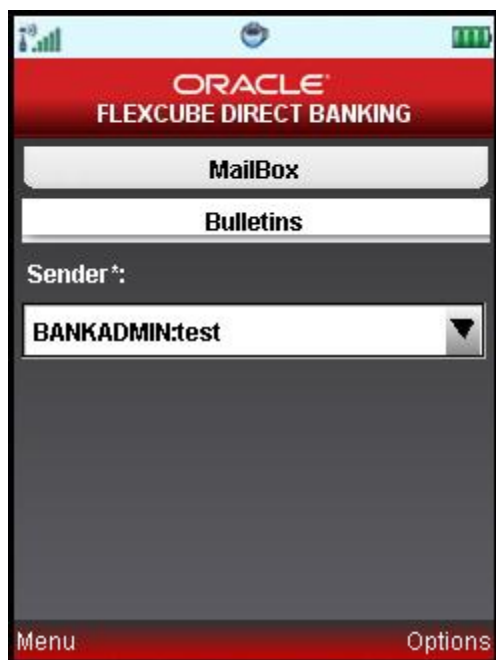 ORACLE
FLEXCUBE DIRECT BANKING
MailBox
Bulletins
Sender*:
BANKADMIN:test
Menu Options